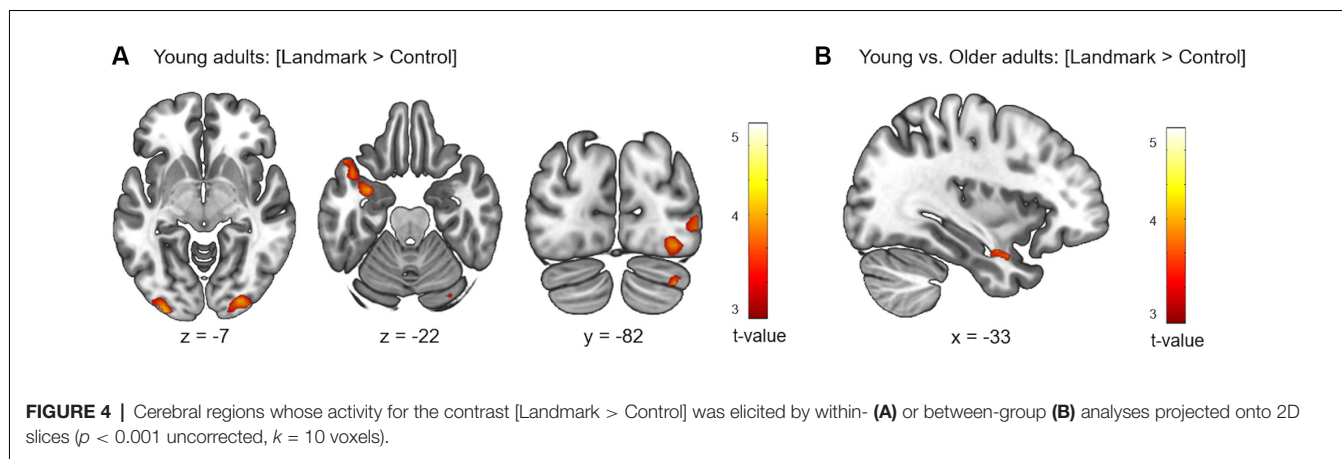 A Young adults: [Landmark > Control]
B Young vs. Older adults: [Landmark > Control]
5
4
3
t-value
z = -7
z = -22
y = -82
5
4
3
t-value
x = -33
FIGURE 4 | Cerebral regions whose activity for the contrast [Landmark > Control] was elicited by within- (A) or between-group (B) analyses projected onto 2D
slices (p < 0.001 uncorrected, k = 10 voxels).